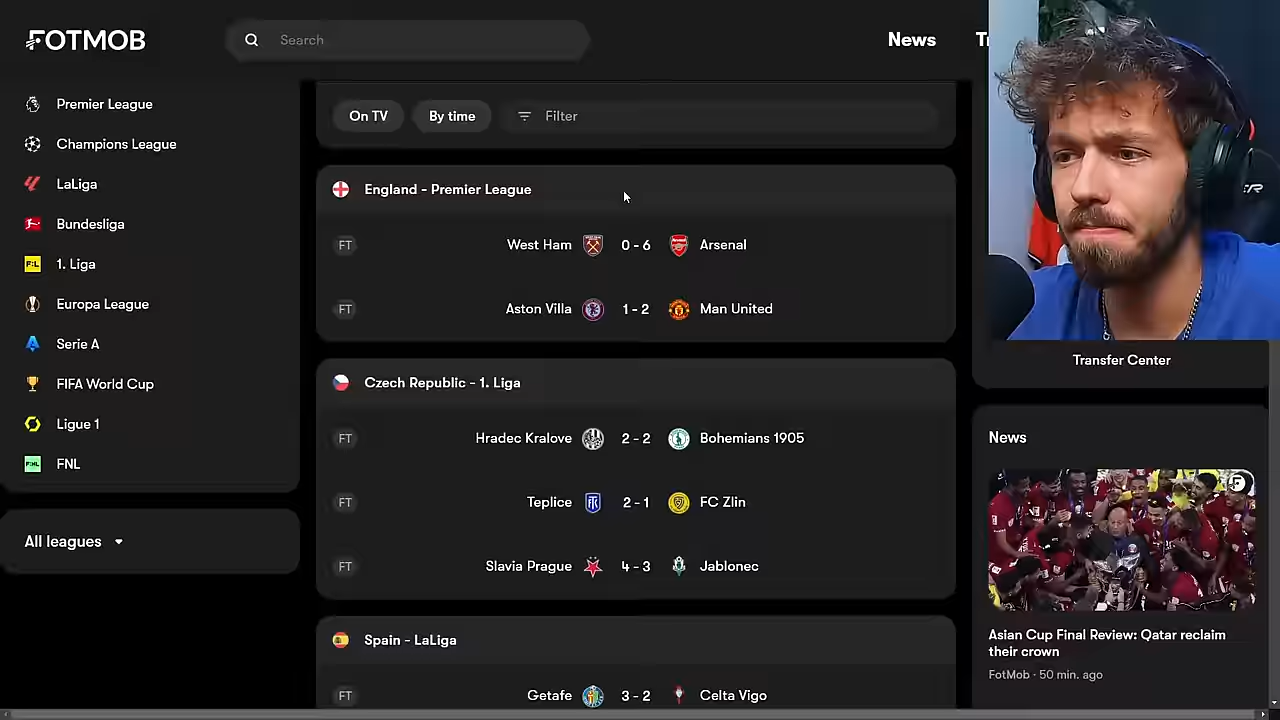 FOTMOB
Search
News
Premier League
Champions League
LaLiga
Bundesliga
1. Liga
Europa League
Serie A
FIFA World Cup
Ligue 1
FNL
All leagues
On TV
By time
Filter
England - Premier League
FT West Ham 0 - 6 Arsenal
FT Aston Villa 1 - 2 Man United
Czech Republic - 1. Liga
FT Hradec Kralove 2 - 2 Bohemians 1905
FT Teplice 2 - 1 FC Zlin
FT Slavia Prague 4 - 3 Jablonec
Spain - LaLiga
FT Getafe 3 - 2 Celta Vigo
Transfer Center
News
Asian Cup Final Review: Qatar reclaim
their crown
FotMob · 50 min. ago